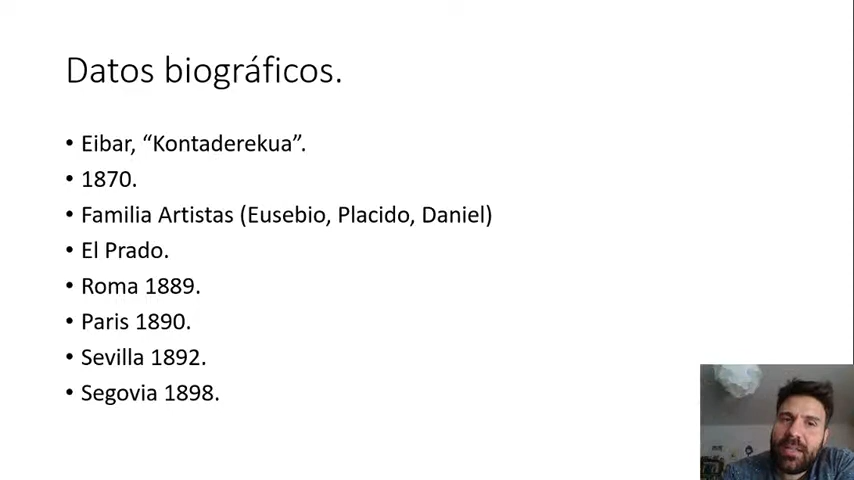 Datos biográficos.
• Eibar, “Kontaderekua”.
• 1870.
• Familia Artistas (Eusebio, Placido, Daniel)
• El Prado.
• Roma 1889.
• Paris 1890.
• Sevilla 1892.
• Segovia 1898.